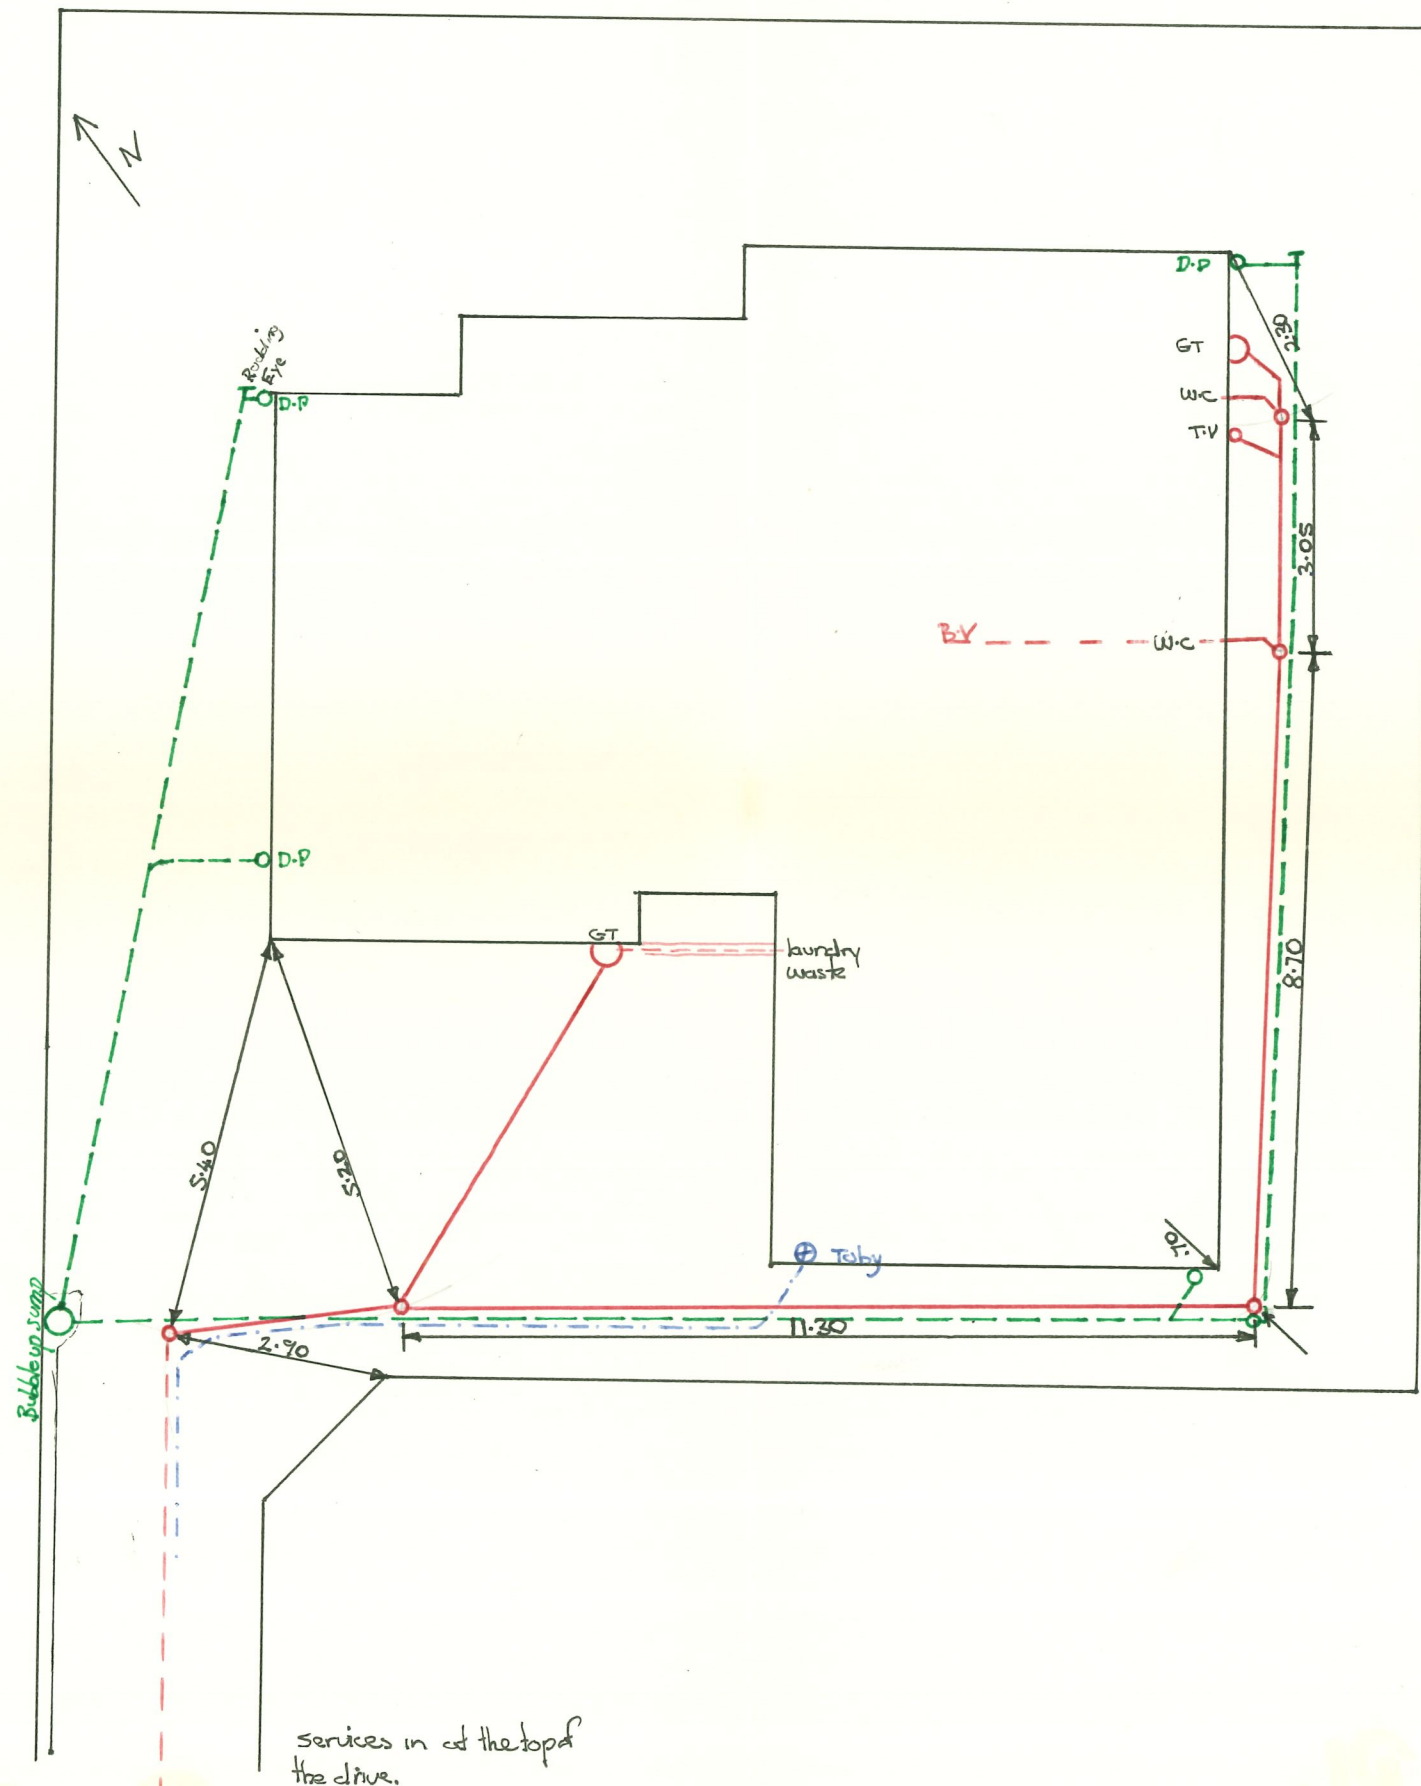 N
D.P
GT
2.30
W.C
T.V
Rodding
Eye
D.P
3.05
B.V
W.C
D.P
GT
laundry
waste
8.70
5.40
5.20
.70
Toby
Bubble up sump
11.30
2.90
services in at the top of
the drive.